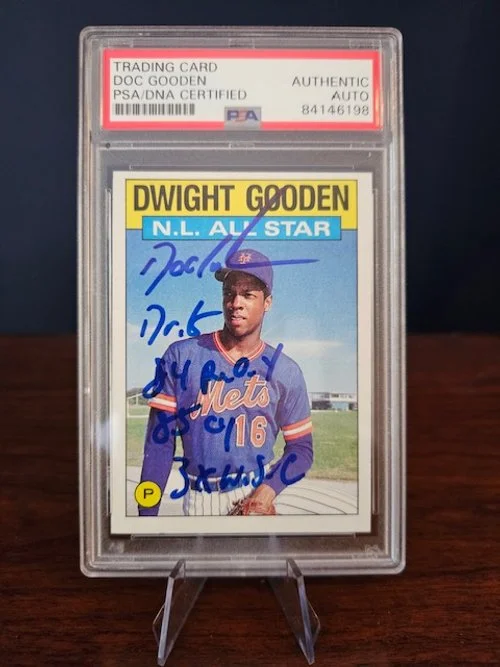 TRADING CARD
DOC GOODEN
PSA/DNA CERTIFIED
AUTHENTIC
AUTO
84146198
PSA
DWIGHT GOODEN
N.L. ALL STAR
Doc
Dr. K
84 R.O.Y
85 Cy
3X W.S.C
Mets
16
P